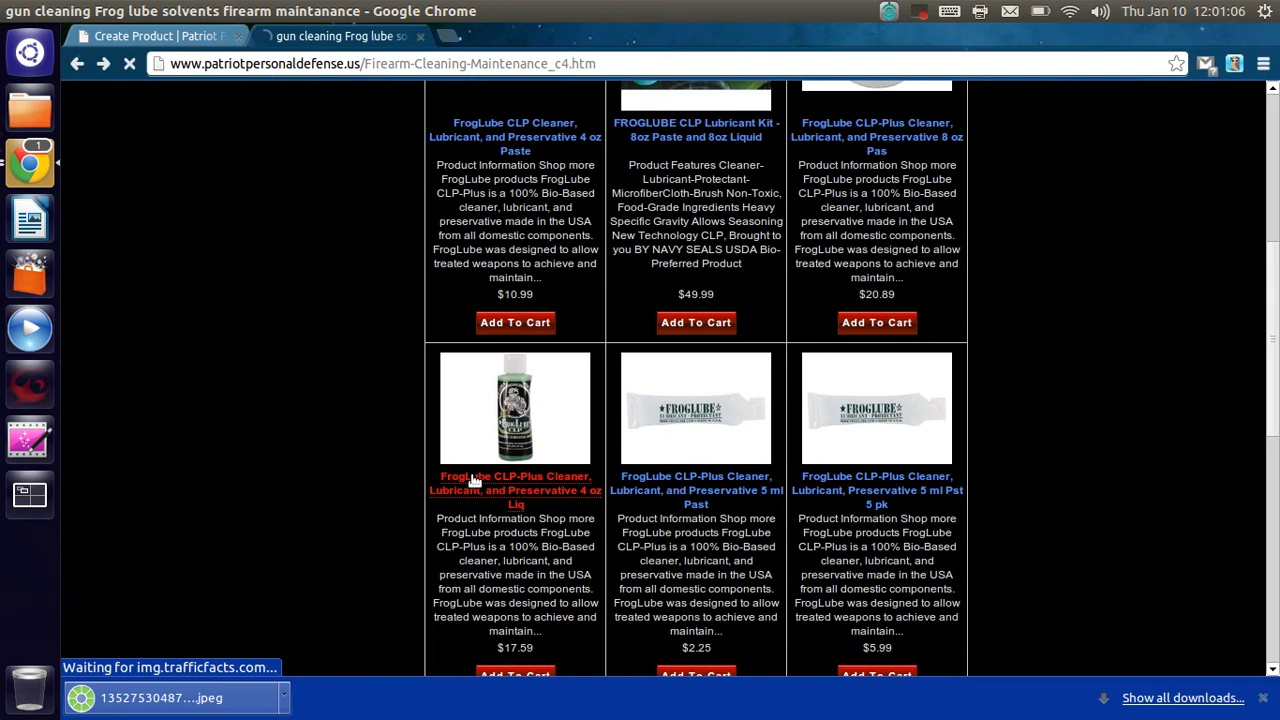 gun cleaning Frog lube solvents firearm maintanance - Google Chrome
Thu Jan 10 12:01:06
Create Product | Patriot F
gun cleaning Frog lube so
www.patriotpersonaldefense.us/Firearm-Cleaning-Maintenance_c4.htm
1
FrogLube CLP Cleaner,
Lubricant, and Preservative 4 oz
Paste
Product Information Shop more
FrogLube products FrogLube
CLP-Plus is a 100% Bio-Based
cleaner, lubricant, and
preservative made in the USA
from all domestic components.
FrogLube was designed to allow
treated weapons to achieve and
maintain...
$10.99
Add To Cart
FROGLUBE CLP Lubricant Kit -
8oz Paste and 8oz Liquid
Product Features Cleaner-
Lubricant-Protectant-
MicrofiberCloth-Brush Non-Toxic,
Food-Grade Ingredients Heavy
Specific Gravity Allows Seasoning
New Technology CLP, Brought to
you BY NAVY SEALS USDA Bio-
Preferred Product
$49.99
Add To Cart
FrogLube CLP-Plus Cleaner,
Lubricant, and Preservative 8 oz
Pas
Product Information Shop more
FrogLube products FrogLube
CLP-Plus is a 100% Bio-Based
cleaner, lubricant, and
preservative made in the USA
from all domestic components.
FrogLube was designed to allow
treated weapons to achieve and
maintain...
$20.89
Add To Cart
FROGLUBE
CLP
FrogLube CLP-Plus Cleaner,
Lubricant, and Preservative 4 oz
Liq
Product Information Shop more
FrogLube products FrogLube
CLP-Plus is a 100% Bio-Based
cleaner, lubricant, and
preservative made in the USA
from all domestic components.
FrogLube was designed to allow
treated weapons to achieve and
maintain...
$17.59
Add To Cart
★FROGLUBE★
LUBRICANT - PROTECTANT
FrogLube CLP-Plus Cleaner,
Lubricant, and Preservative 5 ml
Past
Product Information Shop more
FrogLube products FrogLube
CLP-Plus is a 100% Bio-Based
cleaner, lubricant, and
preservative made in the USA
from all domestic components.
FrogLube was designed to allow
treated weapons to achieve and
maintain...
$2.25
Add To Cart
★FROGLUBE★
LUBRICANT - PROTECTANT
FrogLube CLP-Plus Cleaner,
Lubricant, Preservative 5 ml Pst
5 pk
Product Information Shop more
FrogLube products FrogLube
CLP-Plus is a 100% Bio-Based
cleaner, lubricant, and
preservative made in the USA
from all domestic components.
FrogLube was designed to allow
treated weapons to achieve and
maintain...
$5.99
Add To Cart
Waiting for img.trafficfacts.com...
13527530487....jpeg
Show all downloads...